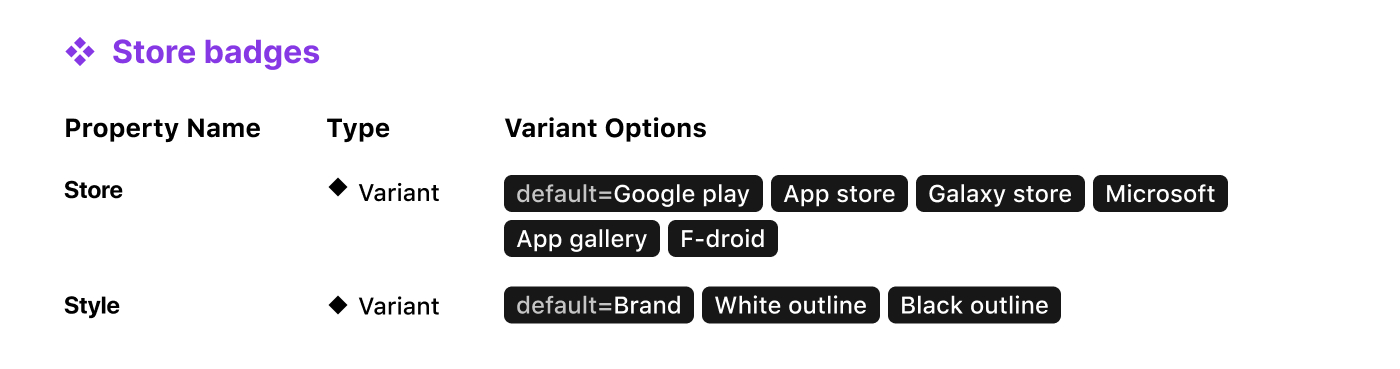 Store badges
Property Name Type Variant Options
Store Variant default=Google play App store Galaxy store Microsoft
App gallery F-droid
Style Variant default=Brand White outline Black outline